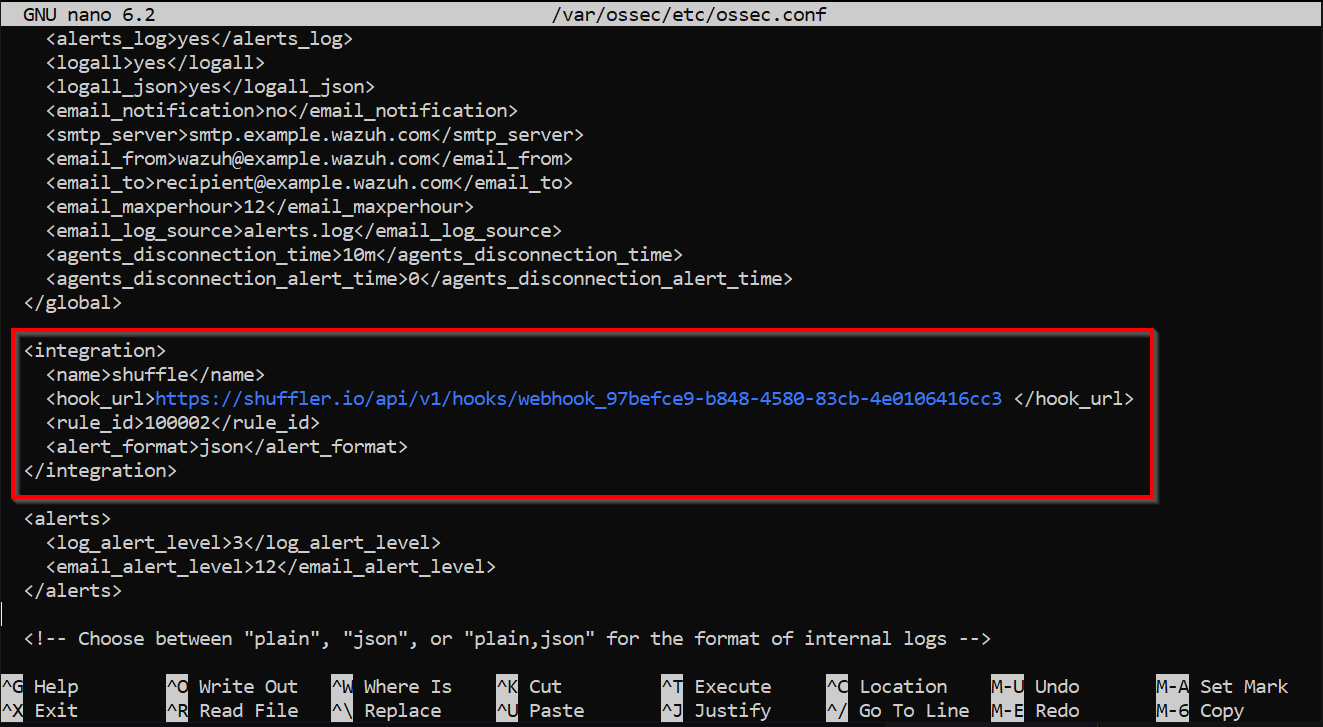 GNU nano 6.2 /var/ossec/etc/ossec.conf
<alerts_log>yes</alerts_log>
<logall>yes</logall>
<logall_json>yes</logall_json>
<email_notification>no</email_notification>
<smtp_server>smtp.example.wazuh.com</smtp_server>
<email_from>wazuh@example.wazuh.com</email_from>
<email_to>recipient@example.wazuh.com</email_to>
<email_maxperhour>12</email_maxperhour>
<email_log_source>alerts.log</email_log_source>
<agents_disconnection_time>10m</agents_disconnection_time>
<agents_disconnection_alert_time>0</agents_disconnection_alert_time>
</global>
<integration>
<name>shuffle</name>
<hook_url>https://shuffler.io/api/v1/hooks/webhook_97befce9-b848-4580-83cb-4e0106416cc3 </hook_url>
<rule_id>100002</rule_id>
<alert_format>json</alert_format>
</integration>
<alerts>
<log_alert_level>3</log_alert_level>
<email_alert_level>12</email_alert_level>
</alerts>
<!-- Choose between "plain", "json", or "plain,json" for the format of internal logs -->
^G Help ^O Write Out ^W Where Is ^K Cut ^T Execute ^C Location M-U Undo M-A Set Mark
^X Exit ^R Read File ^\ Replace ^U Paste ^J Justify ^/ Go To Line M-E Redo M-6 Copy